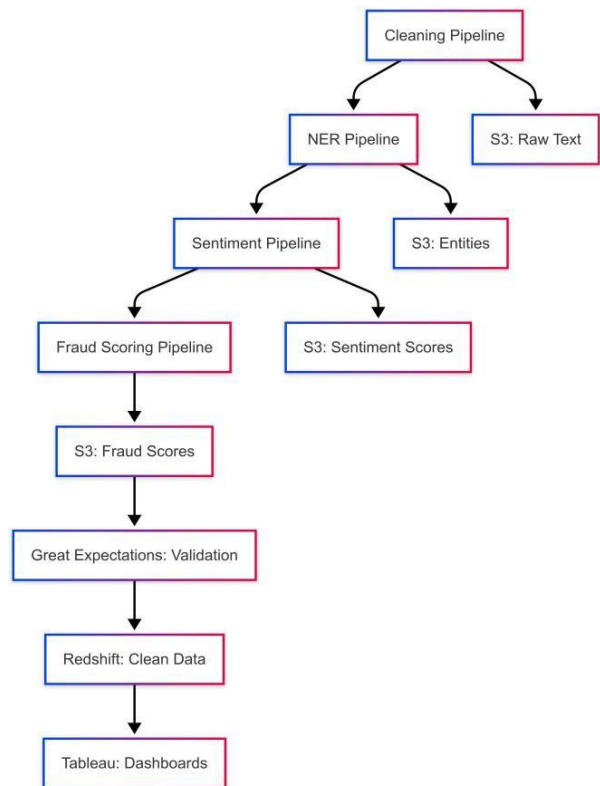 Cleaning Pipeline
NER Pipeline
S3: Raw Text
Sentiment Pipeline
S3: Entities
Fraud Scoring Pipeline
S3: Sentiment Scores
S3: Fraud Scores
Great Expectations: Validation
Redshift: Clean Data
Tableau: Dashboards